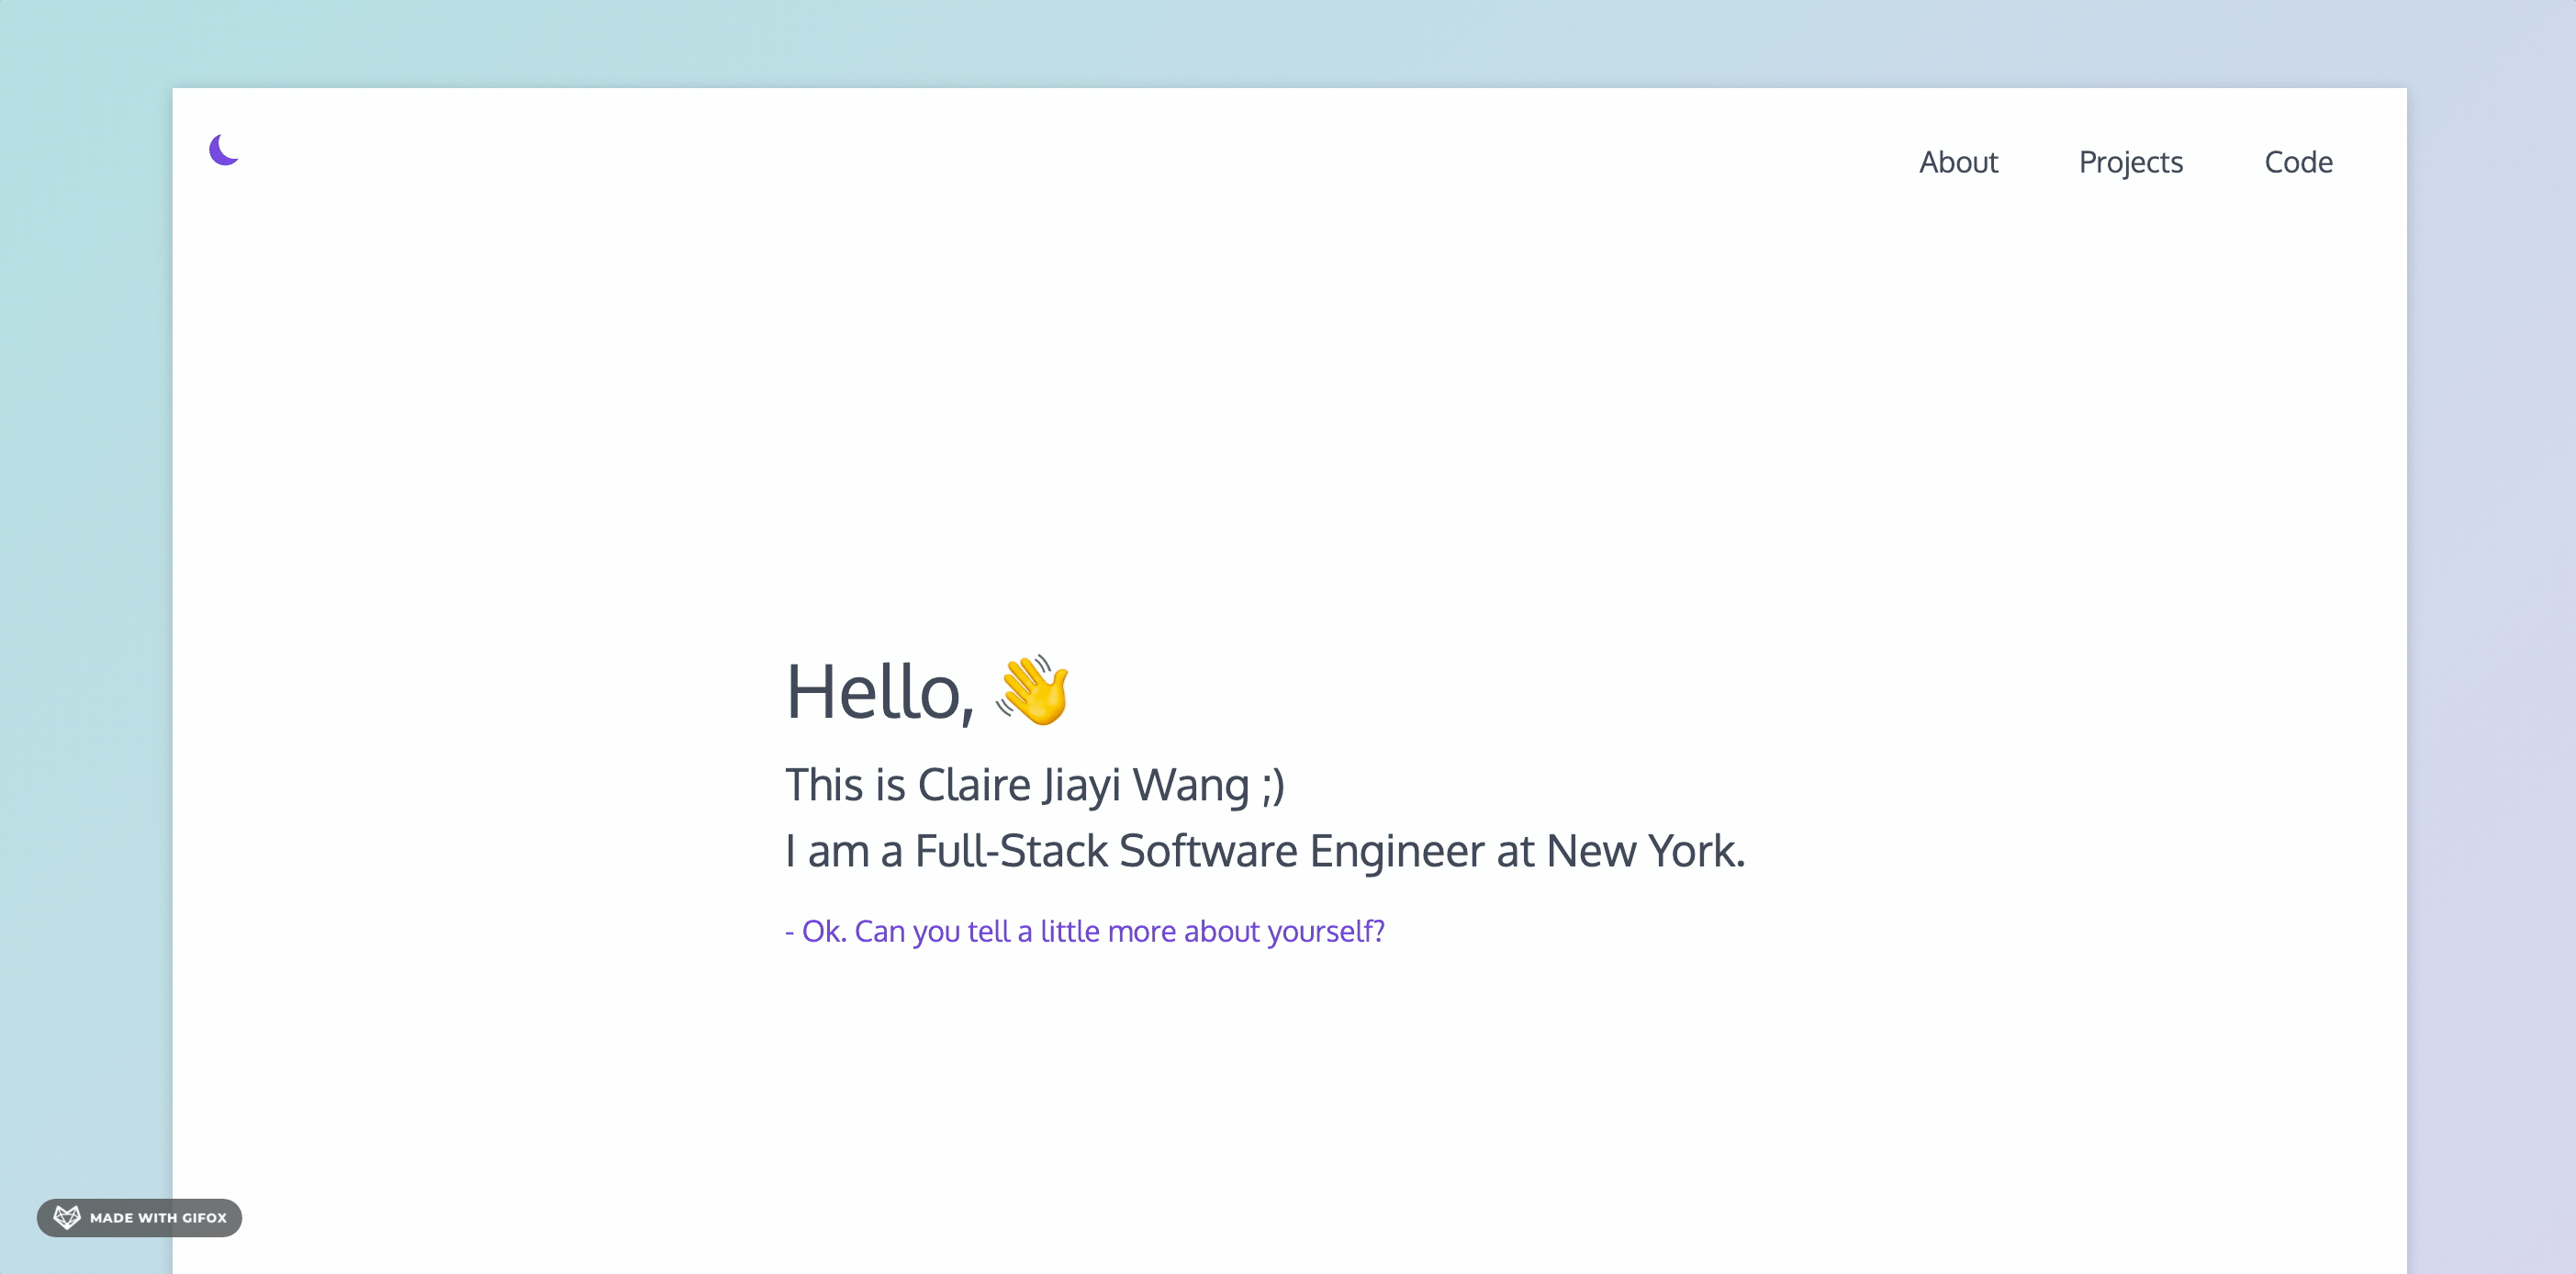 About Projects Code
Hello, 👋
This is Claire Jiayi Wang ;)
I am a Full-Stack Software Engineer at New York.
- Ok. Can you tell a little more about yourself?
MADE WITH GIFOX